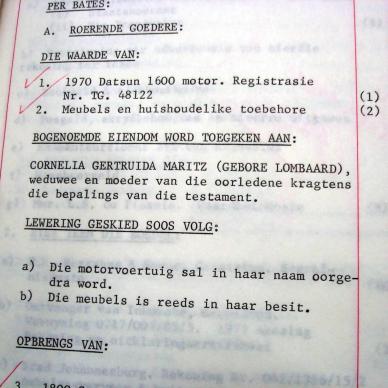 PER BATES:
A. ROERENDE GOEDERE:
DIE WAARDE VAN:
1. 1970 Datsun 1600 motor. Registrasie
Nr. TG. 48122 (1)
2. Meubels en huishoudelike toebehore (2)
BOGENOEMDE EIENDOM WORD TOEGEKEN AAN:
CORNELIA GERTRUIDA MARITZ (GEBORE LOMBAARD),
weduwee en moeder van die oorledene kragtens
die bepalings van die testament.
LEWERING GESKIED SOOS VOLG:
a) Die motorvoertuig sal in haar naam oorge-
dra word.
b) Die meubels is reeds in haar besit.
OPBRENGS VAN: